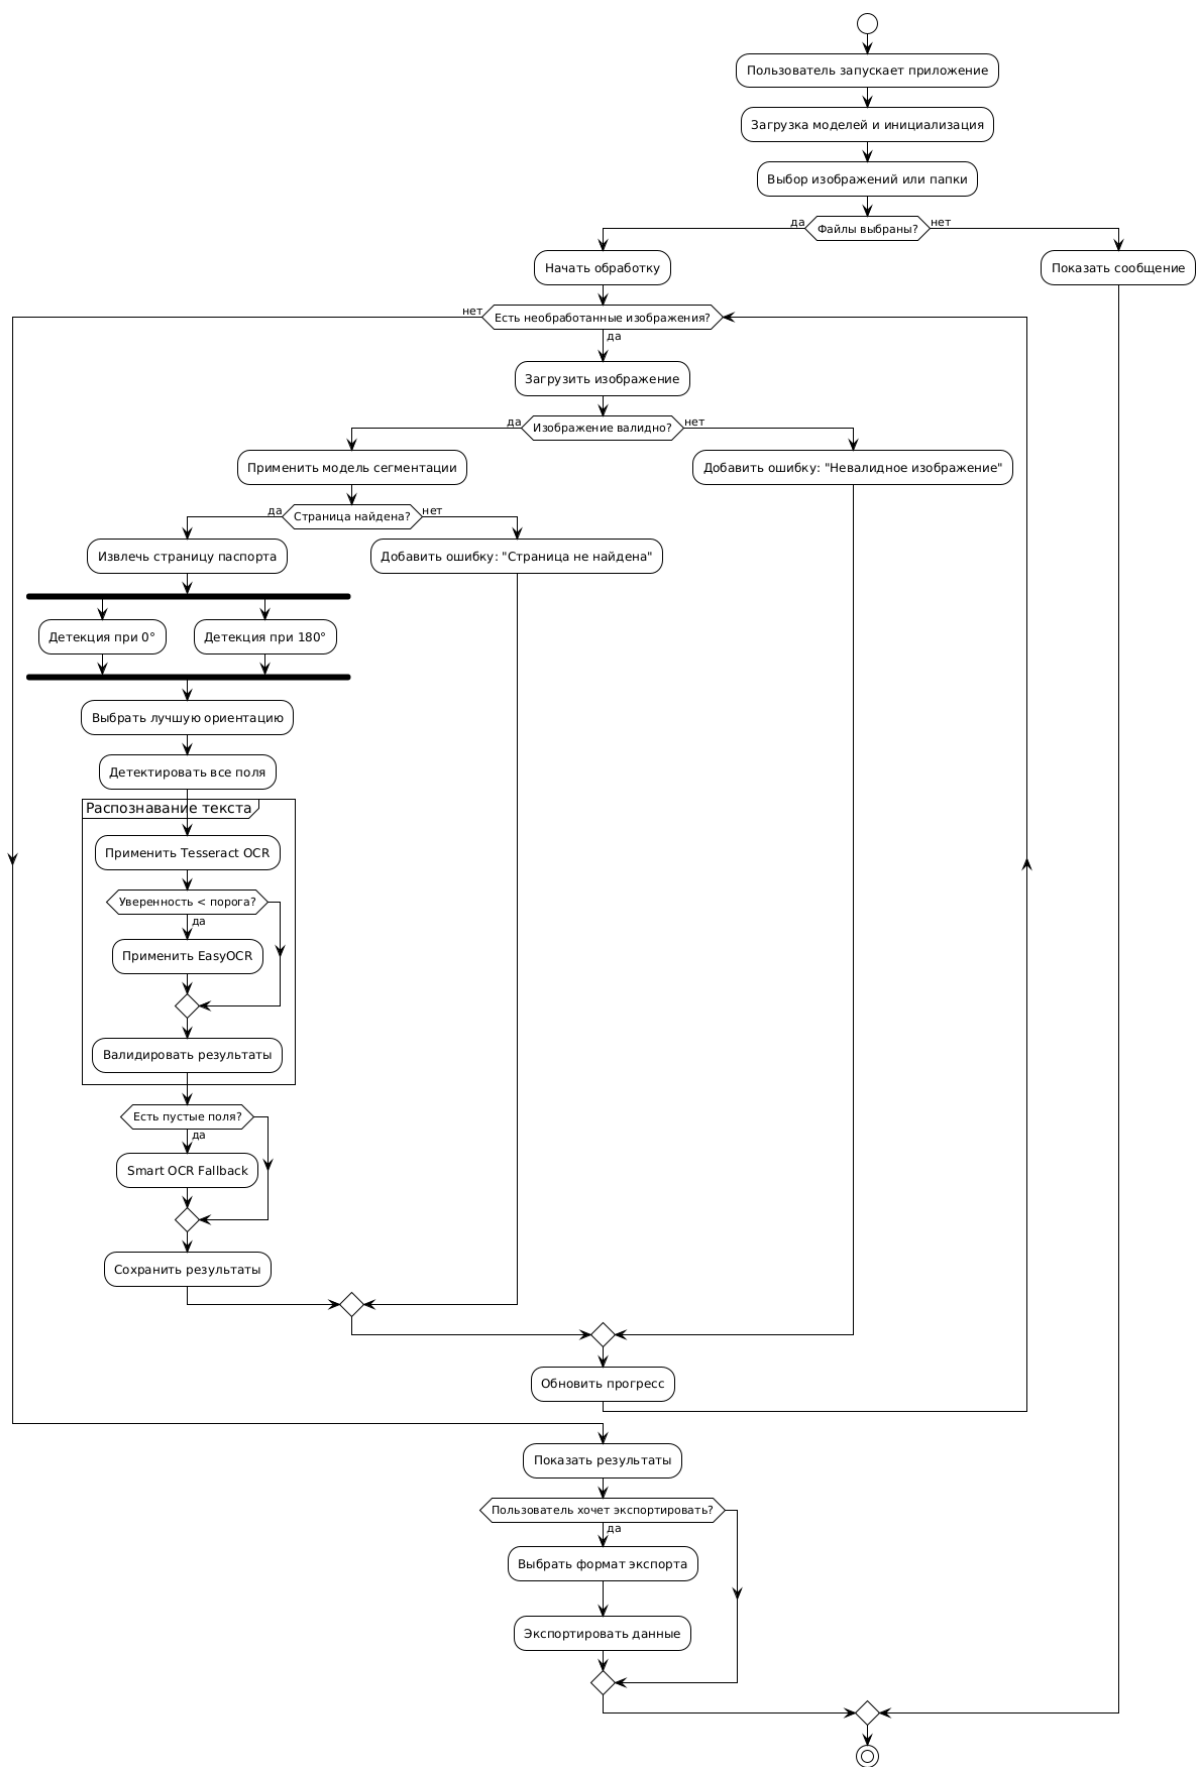 Пользователь запускает приложение
Загрузка моделей и инициализация
Выбор изображений или папки
да
Файлы выбраны?
нет
Начать обработку
Показать сообщение
нет
Есть необработанные изображения?
да
Загрузить изображение
да
Изображение валидно?
нет
Применить модель сегментации
Добавить ошибку: "Невалидное изображение"
да
Страница найдена?
нет
Извлечь страницу паспорта
Добавить ошибку: "Страница не найдена"
Детекция при 0°
Детекция при 180°
Выбрать лучшую ориентацию
Детектировать все поля
Распознавание текста
Применить Tesseract OCR
Уверенность < порога?
да
Применить EasyOCR
Валидировать результаты
Есть пустые поля?
да
Smart OCR Fallback
Сохранить результаты
Обновить прогресс
Показать результаты
Пользователь хочет экспортировать?
да
Выбрать формат экспорта
Экспортировать данные